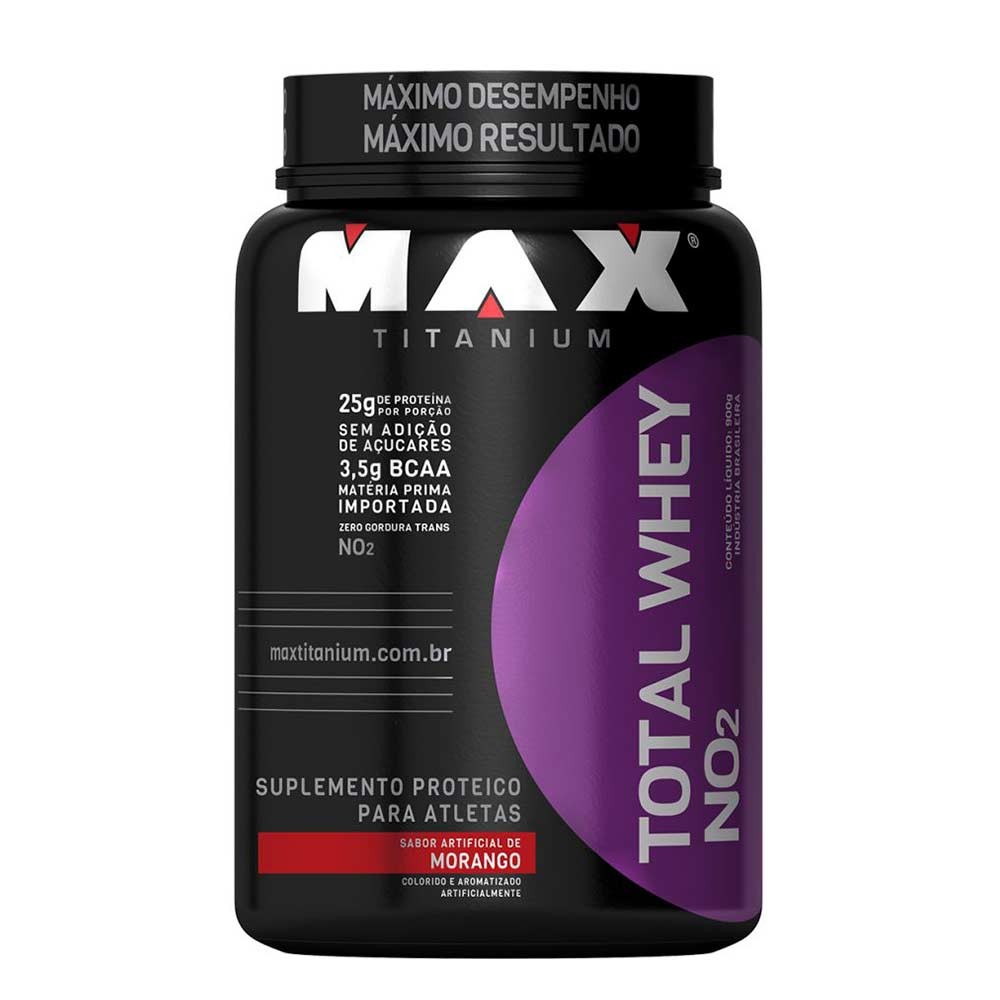 MÁXIMO DESEMPENHO
MÁXIMO RESULTADO
MAX®
TITANIUM
25g DE PROTEÍNA
POR PORÇÃO
SEM ADIÇÃO
DE AÇUCARES
3,5g BCAA
MATÉRIA PRIMA
IMPORTADA
ZERO GORDURA TRANS
NO2
maxtitanium.com.br
SUPLEMENTO PROTEICO
PARA ATLETAS
SABOR ARTIFICIAL DE
MORANGO
COLORIDO E AROMATIZADO
ARTIFICIALMENTE
TOTAL WHEY
NO2
CONTEÚDO LÍQUIDO: 900g
INDÚSTRIA BRASILEIRA